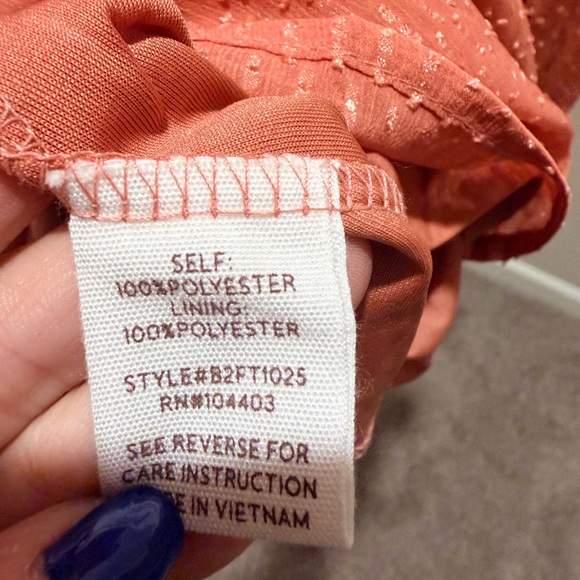 SELF:
100%POLYESTER
LINING:
100%POLYESTER
STYLE#B2FT1025
RN#104403
SEE REVERSE FOR
CARE INSTRUCTION
E IN VIETNAM